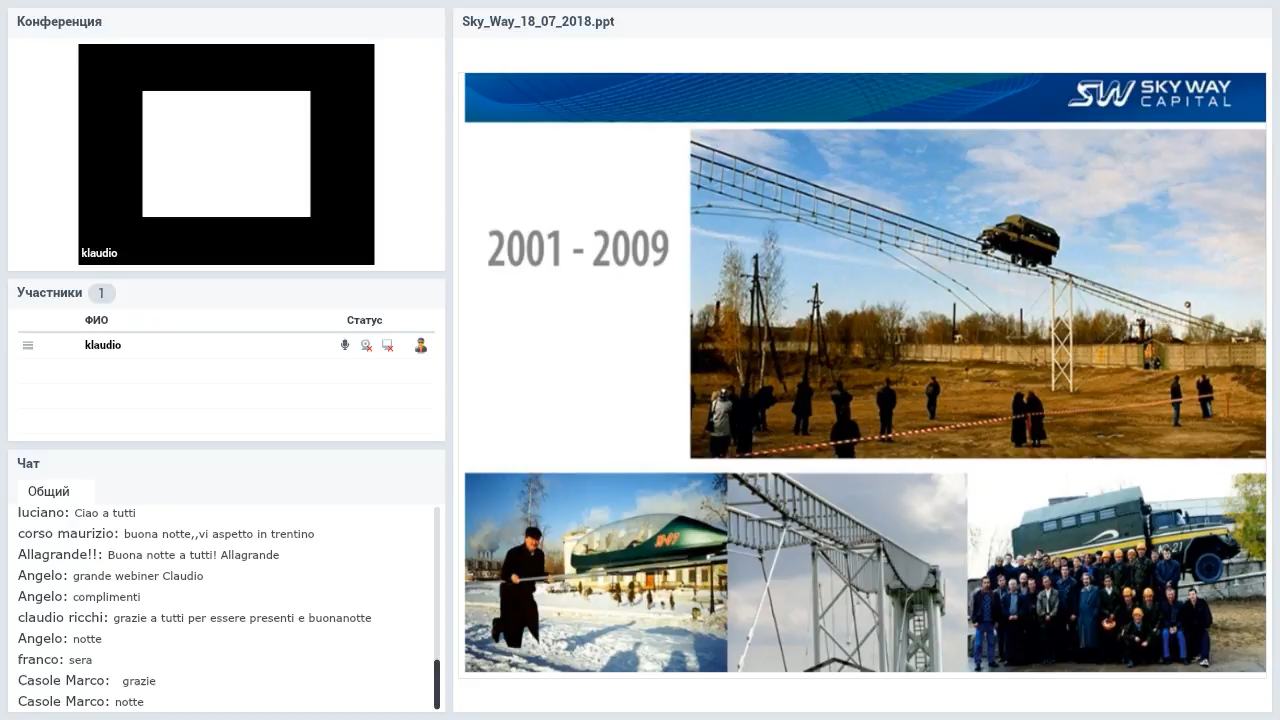 Конференция
klaudio
Участники 1
ФИО Статус
klaudio
Чат
Общий
luciano: Ciao a tutti
corso maurizio: buona notte,,vi aspetto in trentino
Allagrande!!: Buona notte a tutti! Allagrande
Angelo: grande webiner Claudio
Angelo: complimenti
claudio ricchi: grazie a tutti per essere presenti e buonanotte
Angelo: notte
franco: sera
Casole Marco: grazie
Casole Marco: notte
Sky_Way_18_07_2018.ppt
SW SKY WAY
CAPITAL
2001 - 2009